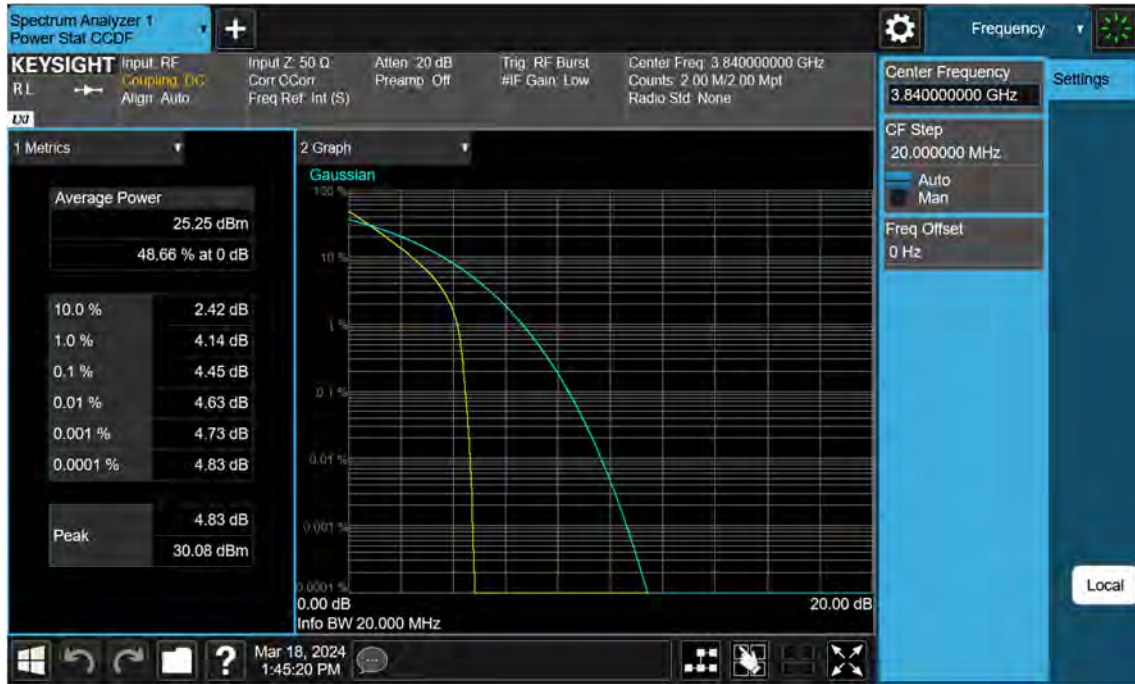 Spectrum Analyzer 1
Power Stat CCDF
Frequency
KEYSIGHT
RL
LXI
Input: RF
Coupling: DC
Align: Auto
Input Z: 50 Ω
Corr CCorr
Freq Ref: Int (S)
Atten: 20 dB
Preamp: Off
Trig: RF Burst
#IF Gain: Low
Center Freq: 3.840000000 GHz
Counts: 2.00 M/2.00 Mpt
Radio Std: None
Center Frequency
3.840000000 GHz
Settings
CF Step
20.000000 MHz
Auto
Man
Freq Offset
0 Hz
Local
1 Metrics
Average Power
25.25 dBm
48.66 % at 0 dB
10.0 % 2.42 dB
1.0 % 4.14 dB
0.1 % 4.45 dB
0.01 % 4.63 dB
0.001 % 4.73 dB
0.0001 % 4.83 dB
Peak
4.83 dB
30.08 dBm
2 Graph
Gaussian
100 %
10 %
1 %
0.1 %
0.01 %
0.001 %
0.0001 %
0.00 dB 20.00 dB
Info BW 20.000 MHz
?
Mar 18, 2024
1:45:20 PM